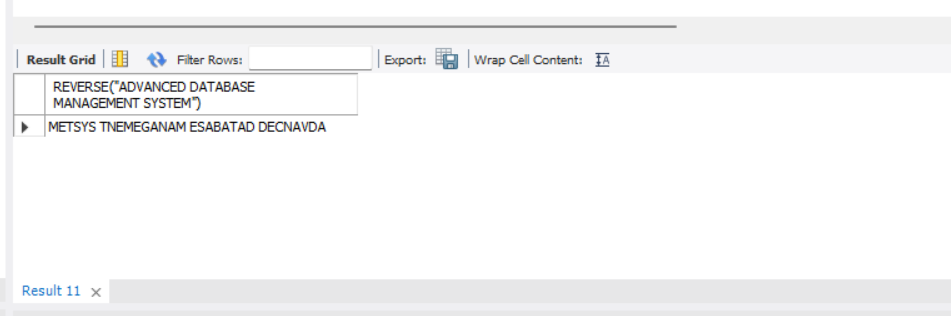 Result Grid Filter Rows: Export: Wrap Cell Content: IA
REVERSE("ADVANCED DATABASE
MANAGEMENT SYSTEM")
METSYS TNEMEGANAM ESABATAD DECNAVDA
Result 11 ×